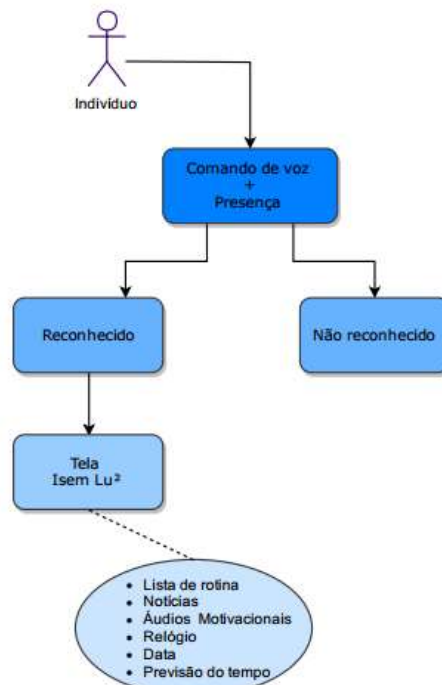 Indivíduo
Comando de voz
+
Presença
Reconhecido
Não reconhecido
Tela
Isem Lu²
• Lista de rotina
• Notícias
• Áudios Motivacionais
• Relógio
• Data
• Previsão do tempo